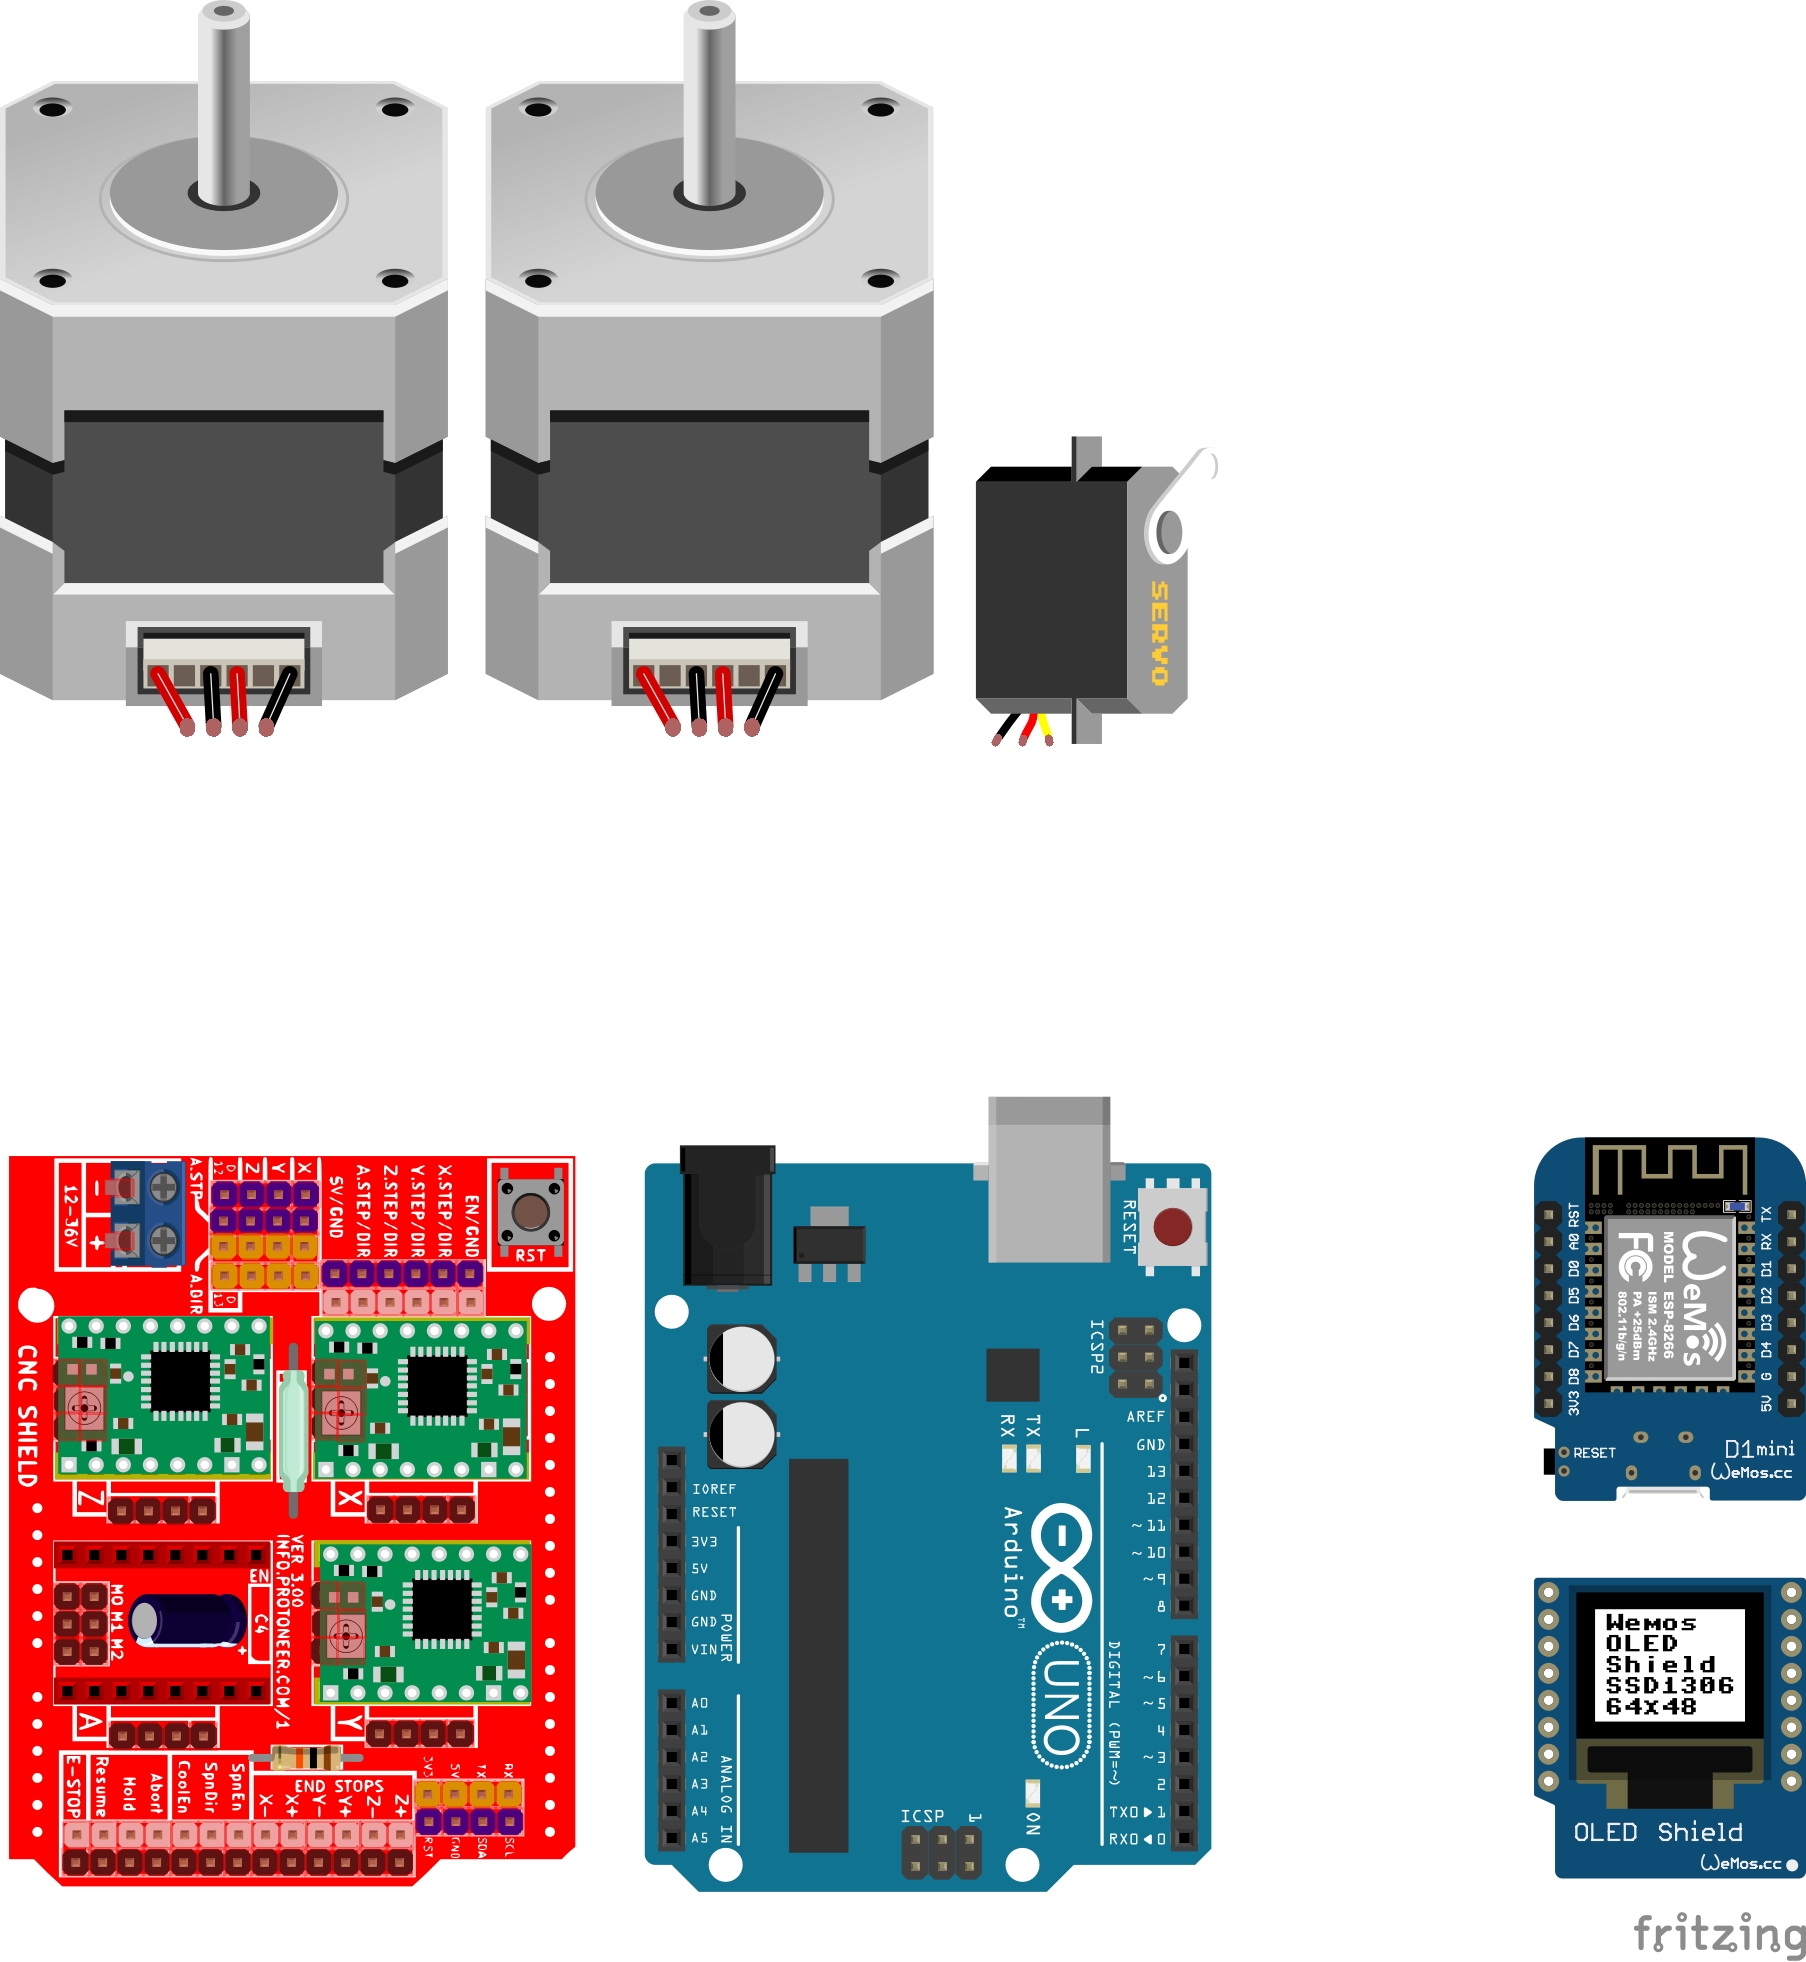 SERVO
12-36V
-
+
A.STP
D
12
Z
Y
X
5V/GND
A.STEP/DIR
Z.STEP/DIR
Y.STEP/DIR
X.STEP/DIR
EN/GND
RST
A.DIR
D
13
CNC SHIELD
Z
X
VER 3.00
INFO.PROTONEER.COM/1
EN
M0 M1 M2
C4
+
A
Y
E-STOP
Resume
Hold
Abort
CoolEn
SpnDir
SpnEn
END STOPS
X-
X+
Y-
Y+
Z-
Z+
3V3
5V
TX
RX
RST
GND
SDA
SCL
RESET
ICSP2
AREF
GND
13
12
~11
~10
~9
8
7
~6
~5
4
~3
2
TX0▶1
RX0◀0
RX
TX
L
IOREF
RESET
3V3
5V
GND
GND
VIN
POWER
A0
A1
A2
A3
A4
A5
ANALOG IN
Arduino™
UNO
DIGITAL (PWM=~)
ON
ICSP
1
RST
A0
D0
D5
D6
D7
D8
3V3
TX
RX
D1
D2
D3
D4
G
5V
WeMos
MODEL ESP-8266
ISM 2.4GHz
PA +25dBm
802.11b/g/n
FC
RESET
D1mini
WeMos.cc
Wemos
OLED
Shield
SSD1306
64x48
OLED Shield
WeMos.cc
fritzing